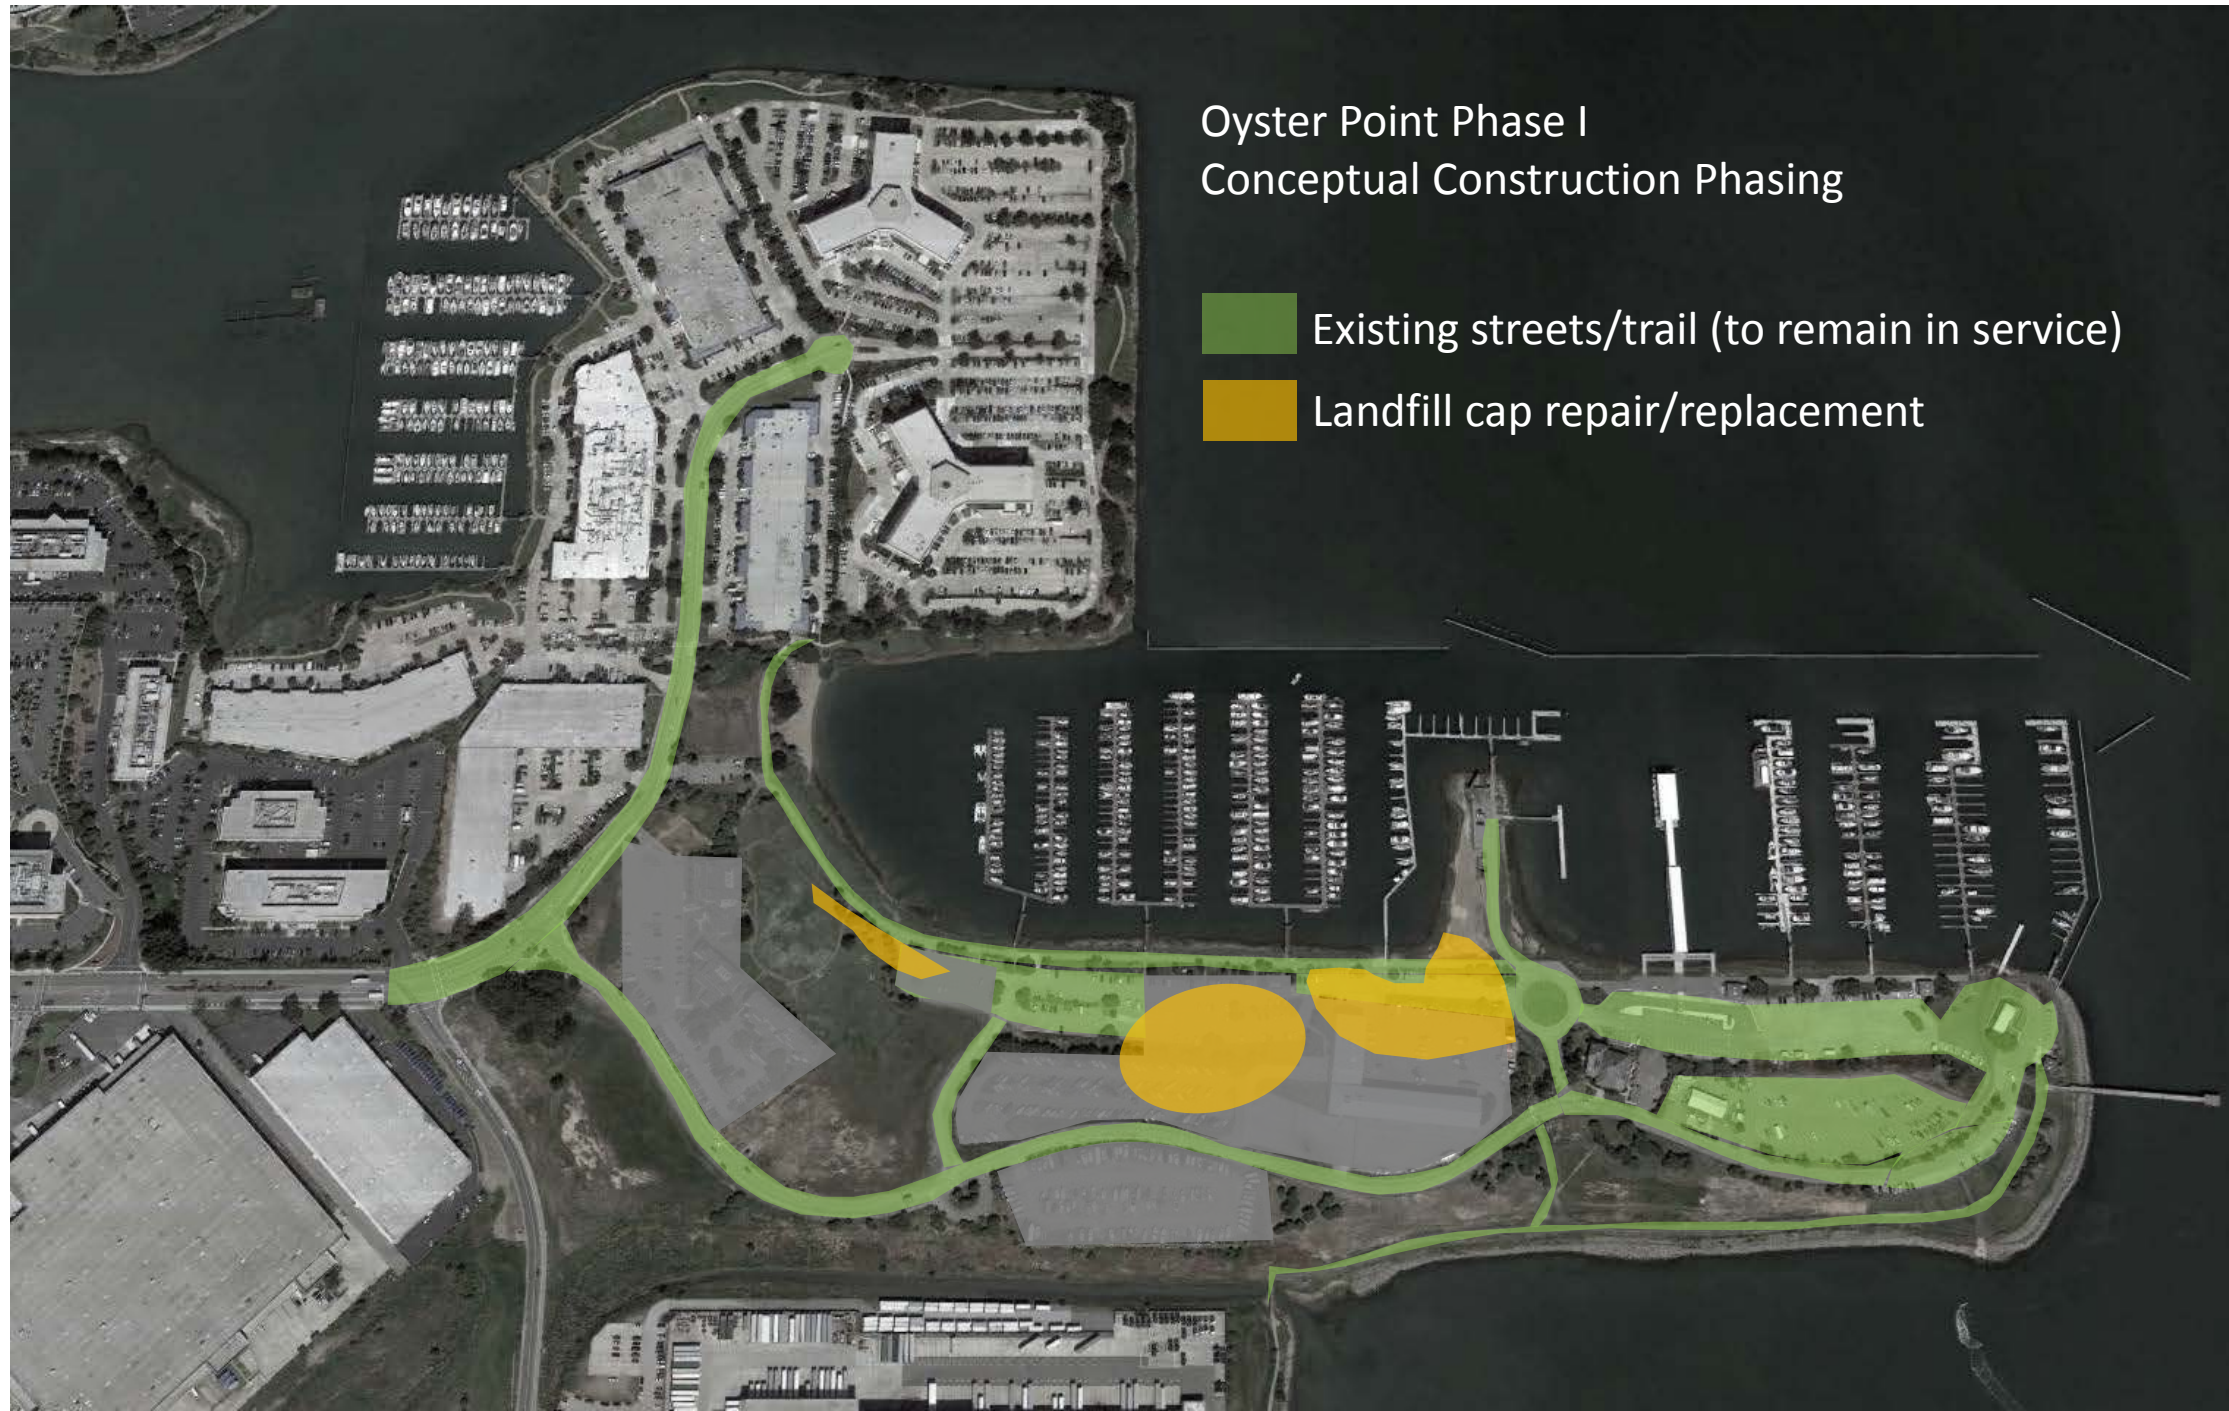 Oyster Point Phase I
Conceptual Construction Phasing
Existing streets/trail (to remain in service)
Landfill cap repair/replacement